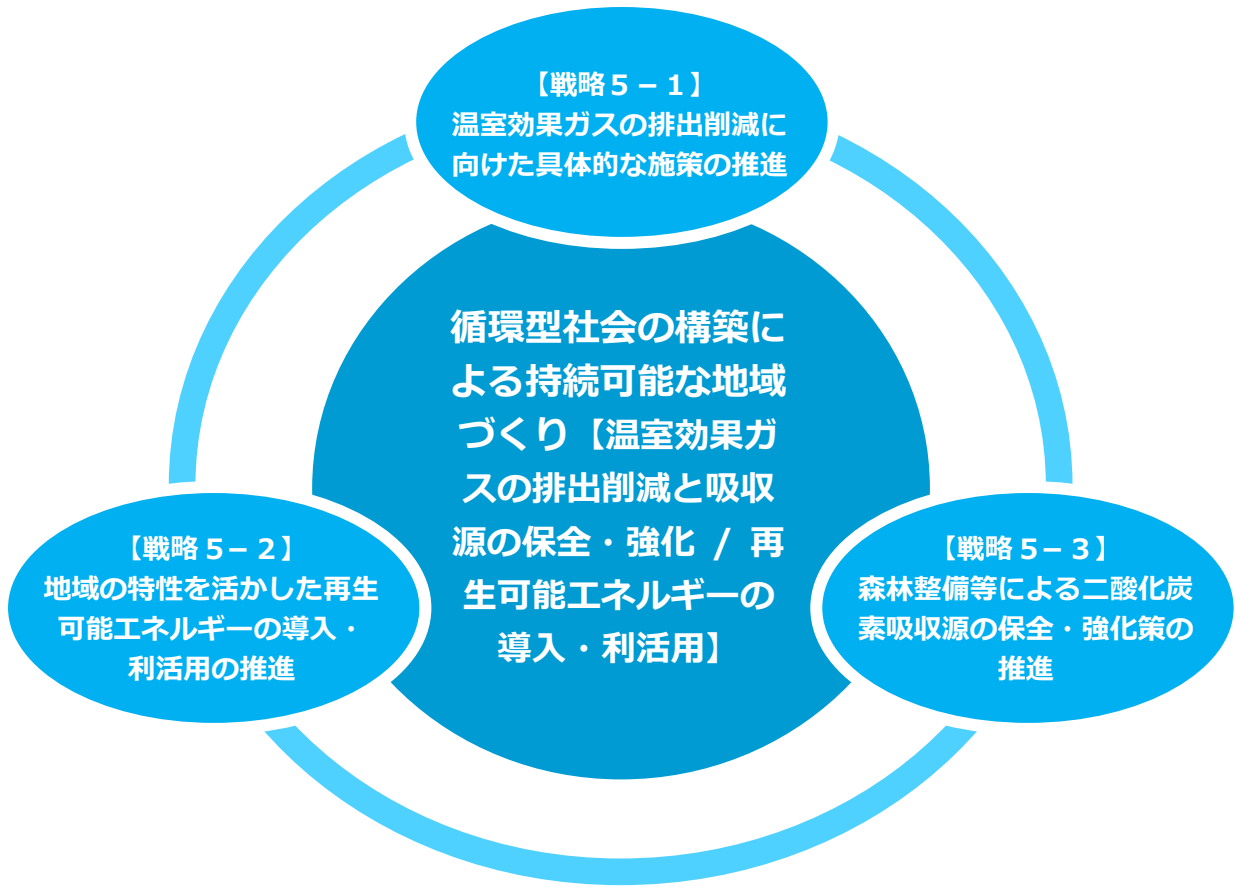 【戦略５－１】
温室効果ガスの排出削減に
向けた具体的な施策の推進
循環型社会の構築に
よる持続可能な地域
づくり【温室効果ガ
スの排出削減と吸収
源の保全・強化 / 再
生可能エネルギーの
導入・利活用】
【戦略５－２】
地域の特性を活かした再生
可能エネルギーの導入・
利活用の推進
【戦略５－３】
森林整備等による二酸化炭
素吸収源の保全・強化策の
推進